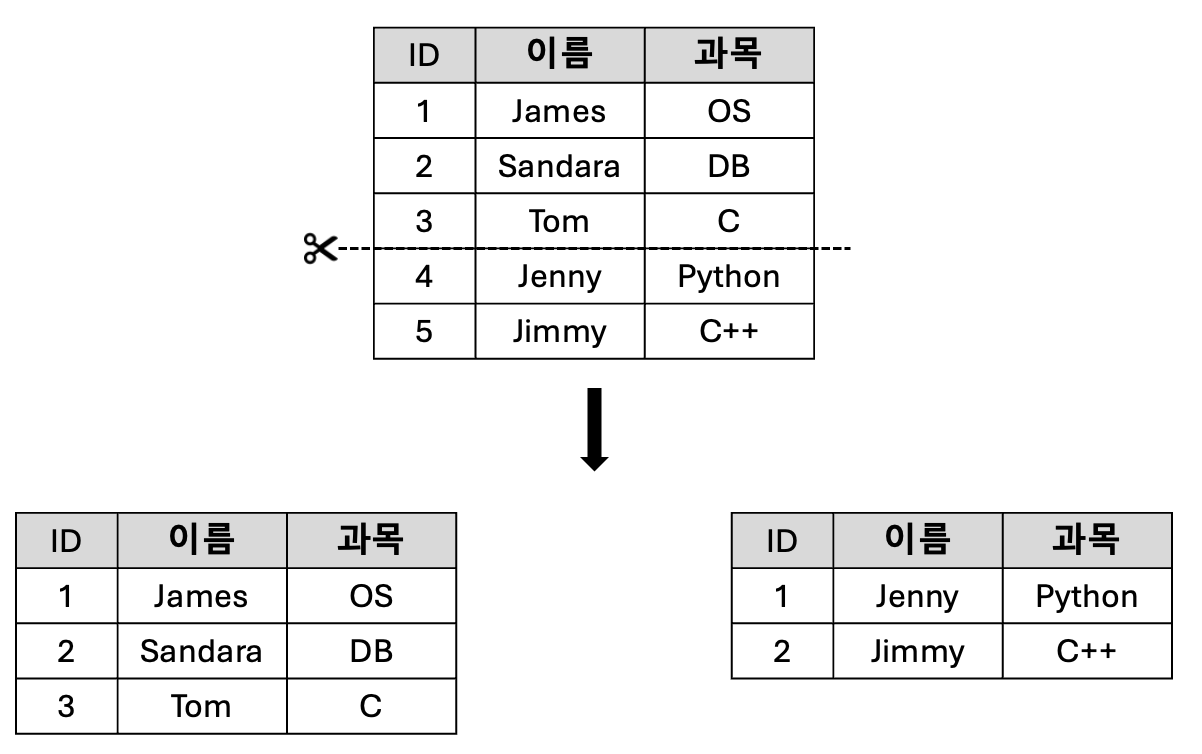 ID 이름 과목
1 James OS
2 Sandara DB
3 Tom C
4 Jenny Python
5 Jimmy C++
ID 이름 과목
1 James OS
2 Sandara DB
3 Tom C
ID 이름 과목
1 Jenny Python
2 Jimmy C++